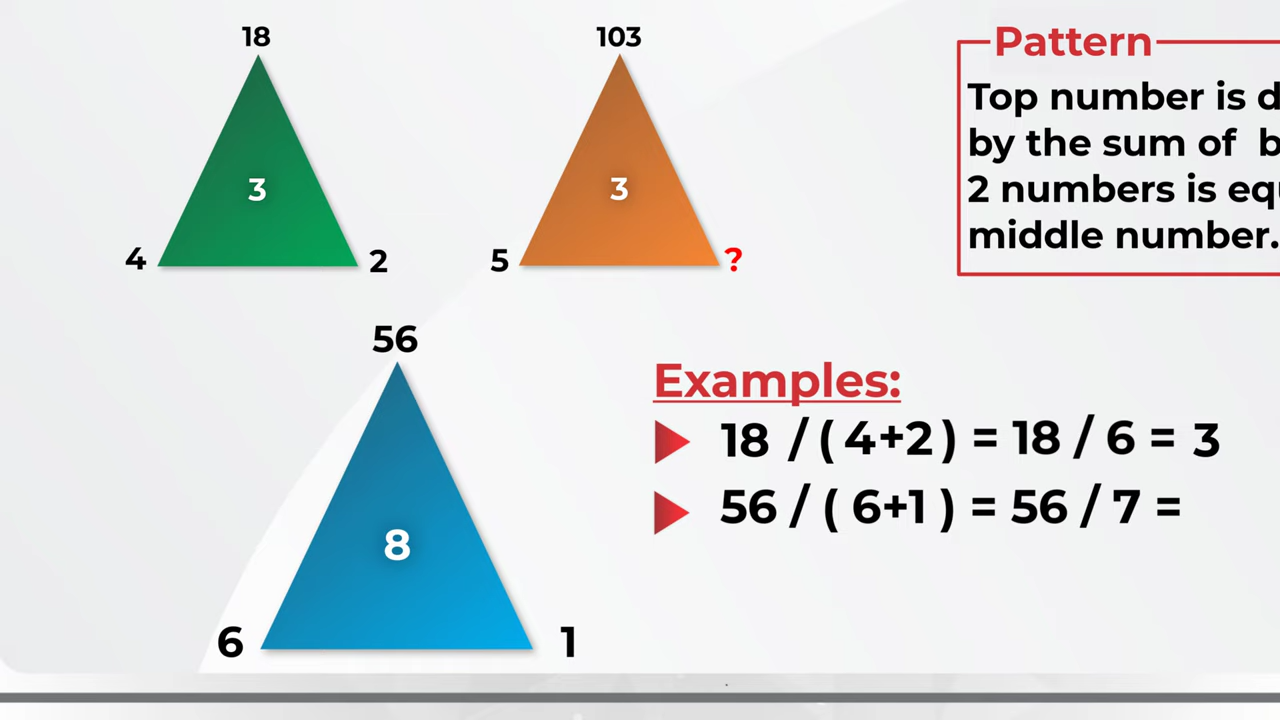 18
103
3
3
4
2
5
?
Pattern
Top number is
by the sum of
2 numbers is
middle number.
56
8
6
1
Examples:
18 / ( 4+2 ) = 18 / 6 = 3
56 / ( 6+1 ) = 56 / 7 =